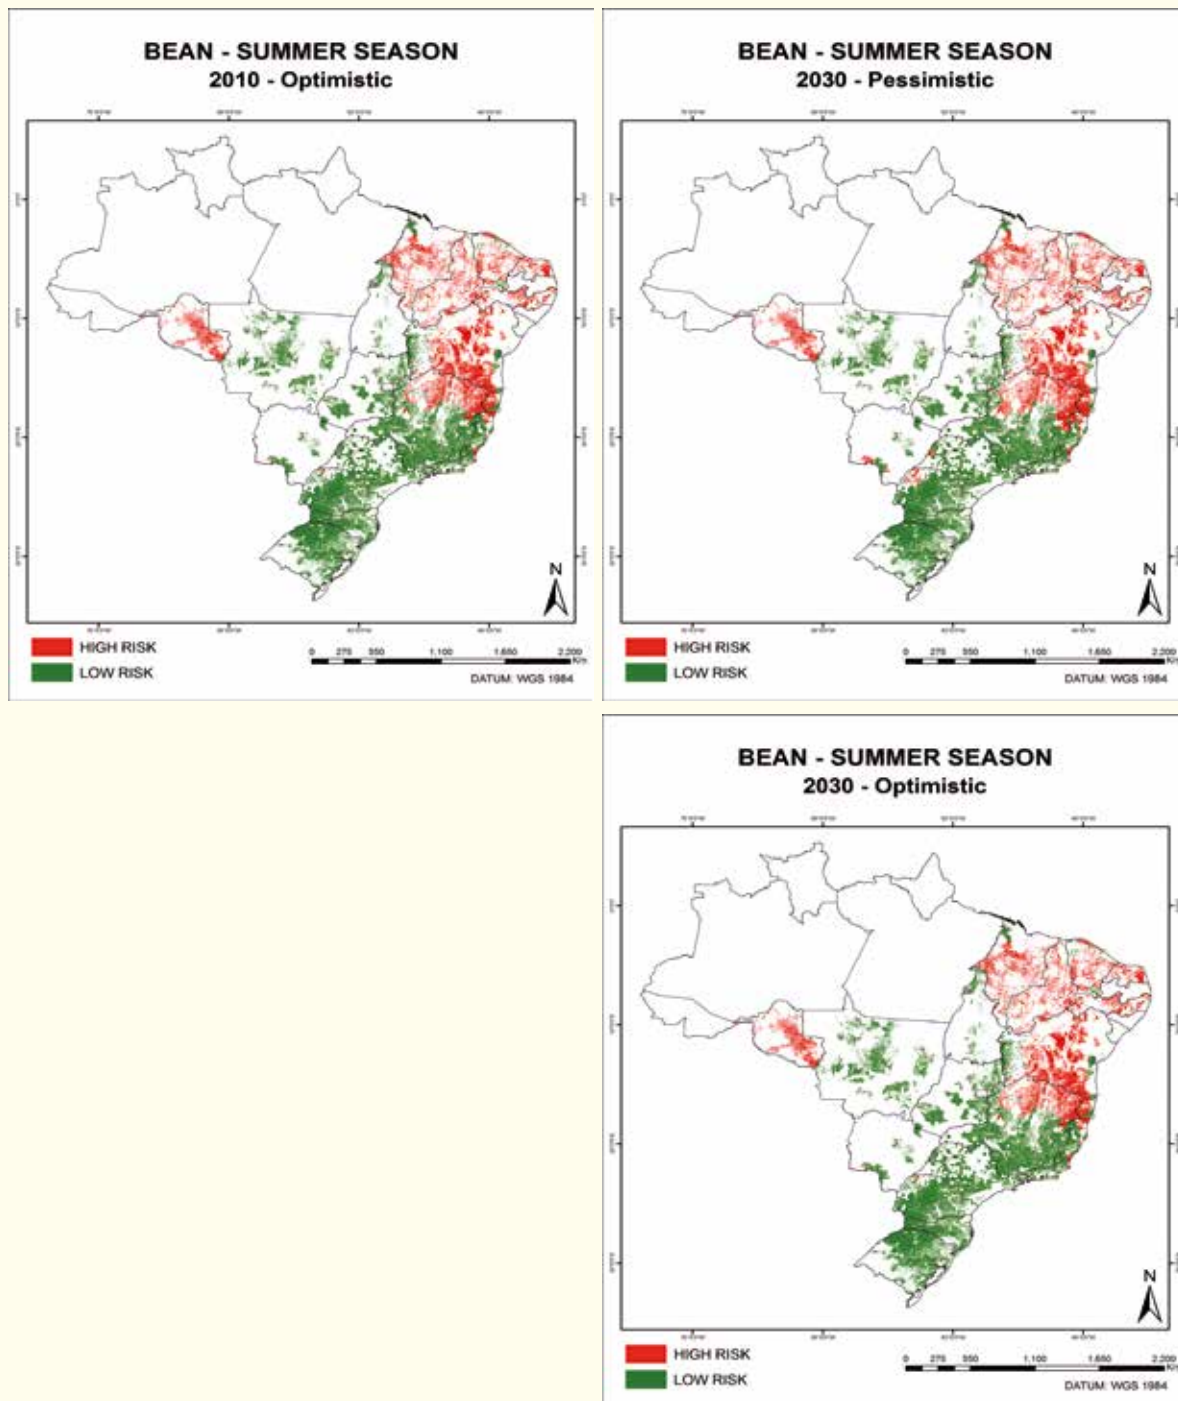 BEAN - SUMMER SEASON
2010 - Optimistic
N
HIGH RISK
LOW RISK
0 275 550 1,100 1,650 2,200
Km
DATUM: WGS 1984
BEAN - SUMMER SEASON
2030 - Pessimistic
N
HIGH RISK
LOW RISK
0 275 550 1,100 1,650 2,200
Km
DATUM: WGS 1984
BEAN - SUMMER SEASON
2030 - Optimistic
N
HIGH RISK
LOW RISK
0 275 550 1,100 1,650 2,200
Km
DATUM: WGS 1984